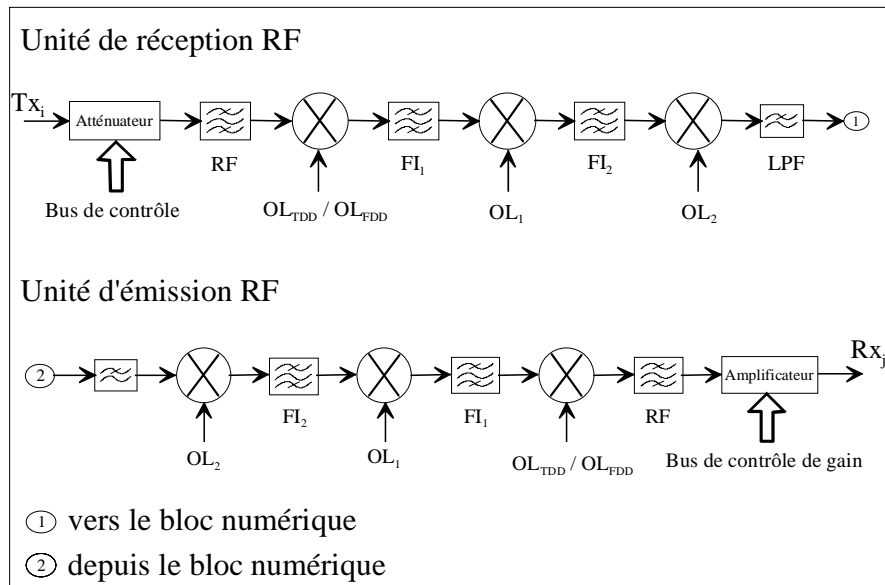 Unité de réception RF
Tx_i
Atténuateur
RF
FI_1
FI_2
LPF
1
Bus de contrôle
OL_TDD / OL_FDD
OL_1
OL_2
Unité d'émission RF
2
FI_2
FI_1
RF
Amplificateur
Rx_j
OL_2
OL_1
OL_TDD / OL_FDD
Bus de contrôle de gain
1 vers le bloc numérique
2 depuis le bloc numérique